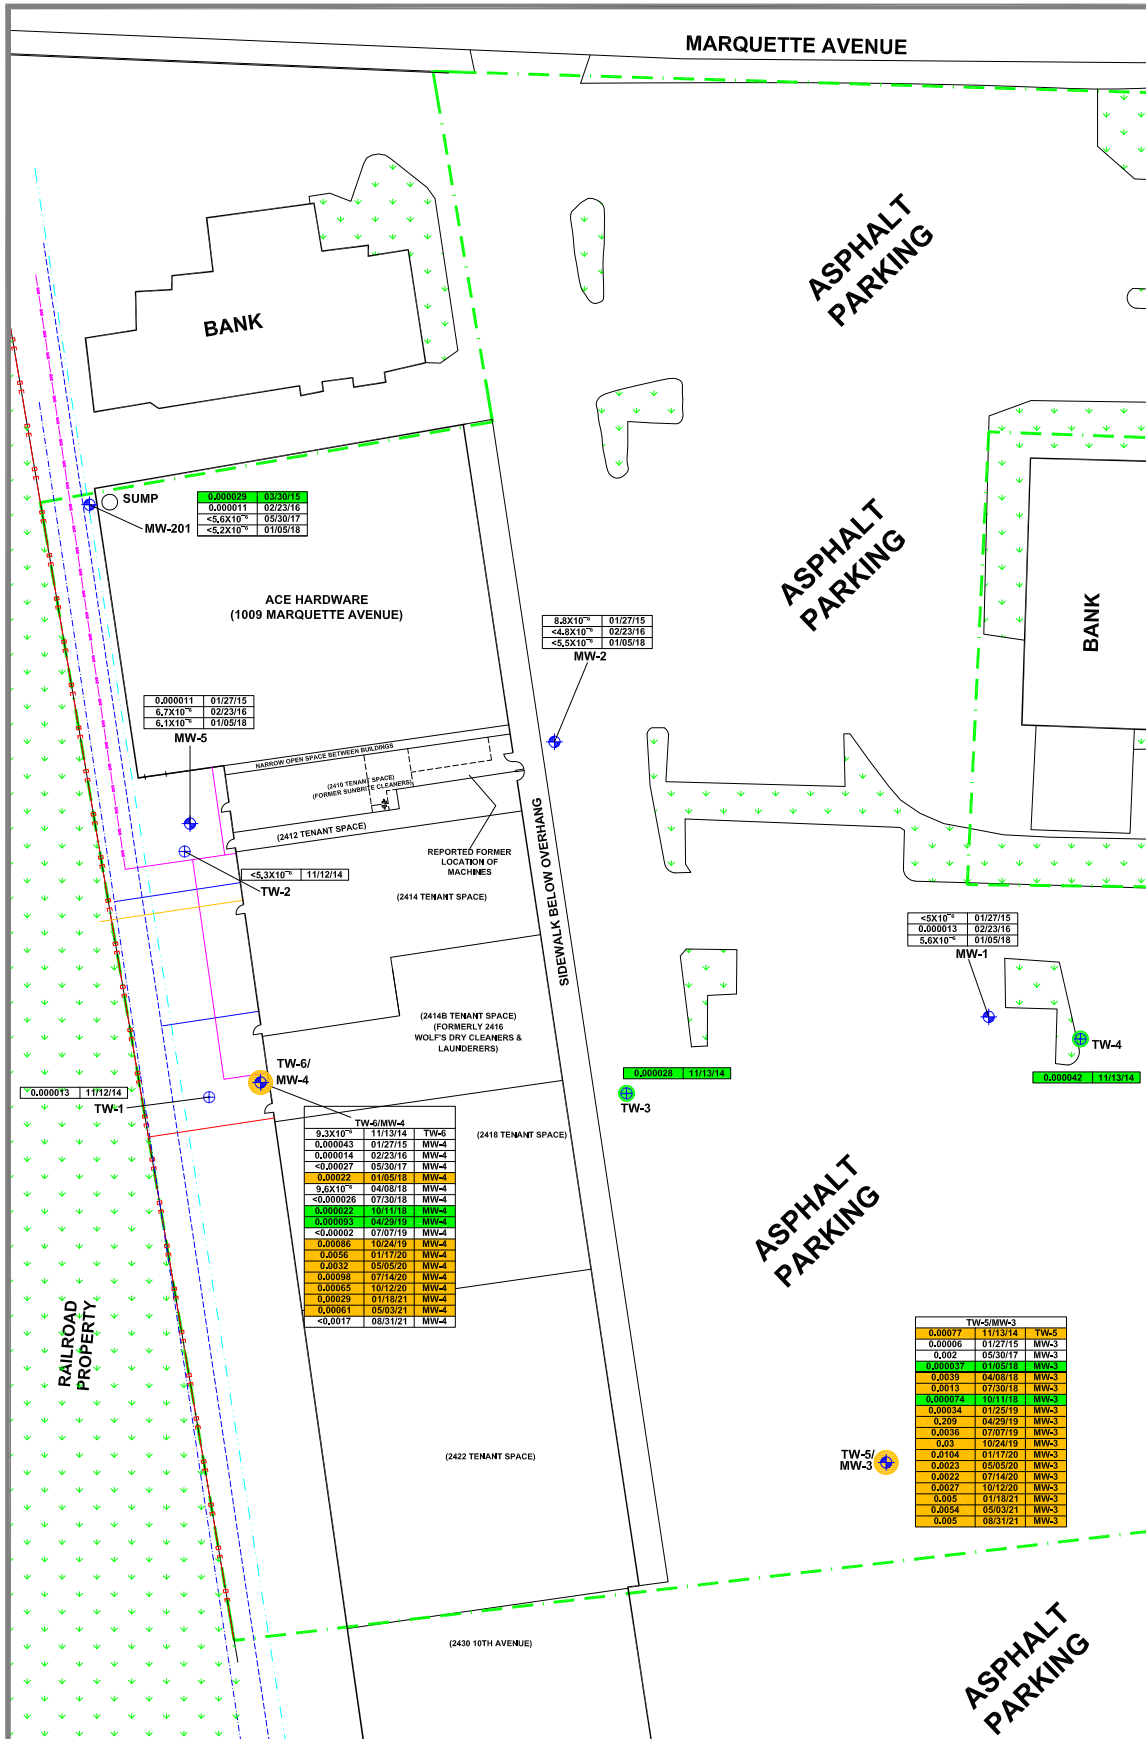 MARQUETTE AVENUE
ASPHALT
PARKING
BANK
SUMP
MW-201
0.000029 03/30/15
0.000011 02/23/16
<5.6X10⁻⁶ 05/30/17
<5.2X10⁻⁶ 01/05/18
ASPHALT
PARKING
BANK
ACE HARDWARE
(1009 MARQUETTE AVENUE)
8.8X10⁻⁶ 01/27/15
<4.8X10⁻⁶ 02/23/16
<5.5X10⁻⁶ 01/05/18
MW-2
0.000011 01/27/15
6.7X10⁻⁶ 02/23/16
6.1X10⁻⁶ 01/05/18
MW-5
NARROW OPEN SPACE BETWEEN BUILDINGS
(2410 TENANT SPACE)
(FORMER SUNBRITE CLEANERS)
(2412 TENANT SPACE)
REPORTED FORMER
LOCATION OF
MACHINES
SIDEWALK BELOW OVERHANG
<5.3X10⁻⁶ 11/12/14
TW-2
(2414 TENANT SPACE)
<5X10⁻⁶ 01/27/15
0.000013 02/23/16
5.6X10⁻⁶ 01/05/18
MW-1
(2414B TENANT SPACE)
(FORMERLY 2416
WOLF'S DRY CLEANERS &
LAUNDERERS)
TW-4
0.000042 11/13/14
0.000028 11/13/14
TW-3
TW-6/
MW-4
0.000013 11/12/14
TW-1
TW-6/MW-4
9.3X10⁻⁶ 11/13/14 TW-6
0.000043 01/27/15 MW-4
0.000014 02/23/16 MW-4
<0.00027 05/30/17 MW-4
0.00022 01/05/18 MW-4
9.6X10⁻⁶ 04/08/18 MW-4
<0.000026 07/30/18 MW-4
0.000022 10/11/18 MW-4
0.000093 04/29/19 MW-4
<0.00002 07/07/19 MW-4
0.00086 10/24/19 MW-4
0.0056 01/17/20 MW-4
0.0032 05/05/20 MW-4
0.00098 07/14/20 MW-4
0.00065 10/12/20 MW-4
0.00029 01/18/21 MW-4
0.00061 05/03/21 MW-4
<0.0017 08/31/21 MW-4
(2418 TENANT SPACE)
ASPHALT
PARKING
RAILROAD
PROPERTY
TW-5/MW-3
0.00077 11/13/14 TW-5
0.00006 01/27/15 MW-3
0.002 05/30/17 MW-3
0.000037 01/05/18 MW-3
0.0039 04/08/18 MW-3
0.0013 07/30/18 MW-3
0.000074 10/11/18 MW-3
0.00034 01/25/19 MW-3
0.209 04/29/19 MW-3
0.0036 07/07/19 MW-3
0.03 10/24/19 MW-3
0.0104 01/17/20 MW-3
0.0023 05/05/20 MW-3
0.0022 07/14/20 MW-3
0.0027 10/12/20 MW-3
0.005 01/18/21 MW-3
0.0054 05/03/21 MW-3
0.005 08/31/21 MW-3
TW-5/
MW-3
(2422 TENANT SPACE)
(2430 10TH AVENUE)
ASPHALT
PARKING